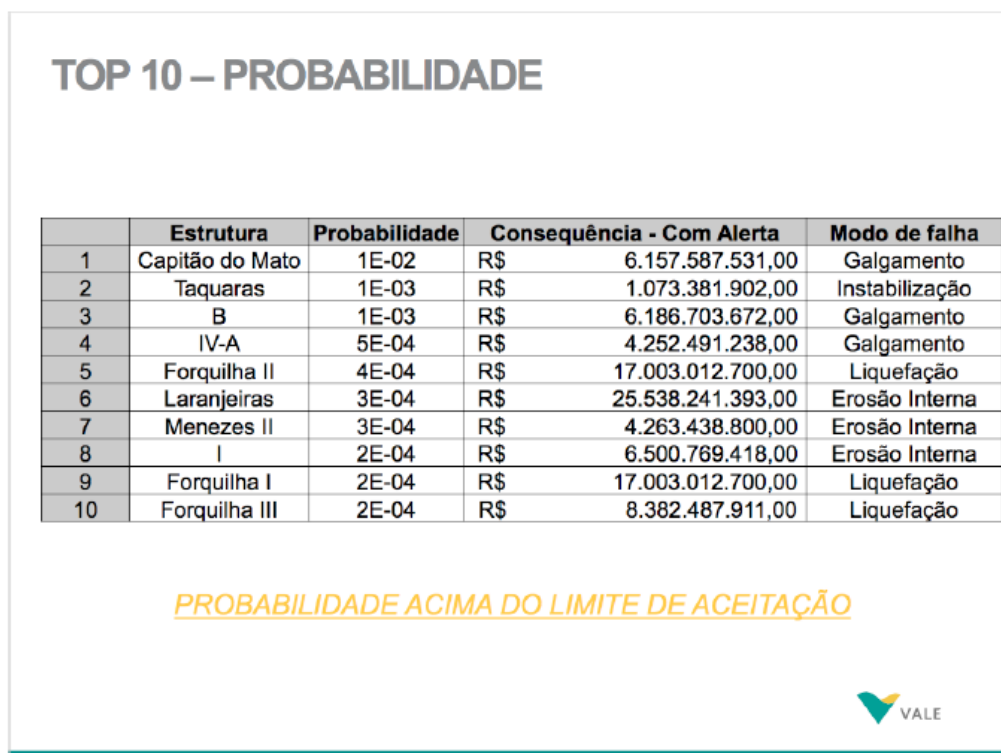 TOP 10 – PROBABILIDADE
Estrutura Probabilidade Consequência - Com Alerta Modo de falha
1 Capitão do Mato 1E-02 R$ 6.157.587.531,00 Galgamento
2 Taquaras 1E-03 R$ 1.073.381.902,00 Instabilização
3 B 1E-03 R$ 6.186.703.672,00 Galgamento
4 IV-A 5E-04 R$ 4.252.491.238,00 Galgamento
5 Forquilha II 4E-04 R$ 17.003.012.700,00 Liquefação
6 Laranjeiras 3E-04 R$ 25.538.241.393,00 Erosão Interna
7 Menezes II 3E-04 R$ 4.263.438.800,00 Erosão Interna
8 I 2E-04 R$ 6.500.769.418,00 Erosão Interna
9 Forquilha I 2E-04 R$ 17.003.012.700,00 Liquefação
10 Forquilha III 2E-04 R$ 8.382.487.911,00 Liquefação
PROBABILIDADE ACIMA DO LIMITE DE ACEITAÇÃO
VALE